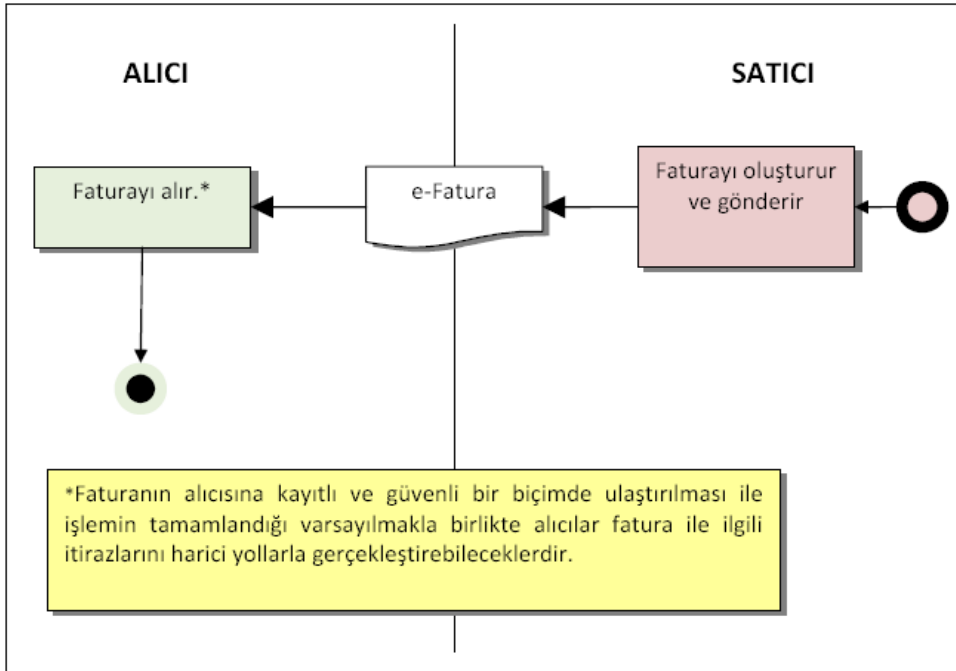 ALICI
SATICI
Faturayı alır.*
e-Fatura
Faturayı oluşturur
ve gönderir
*Faturanın alıcısına kayıtlı ve güvenli bir biçimde ulaştırılması ile
işlemin tamamlandığı varsayılmakla birlikte alıcılar fatura ile ilgili
itirazlarını harici yollarla gerçekleştirebileceklerdir.